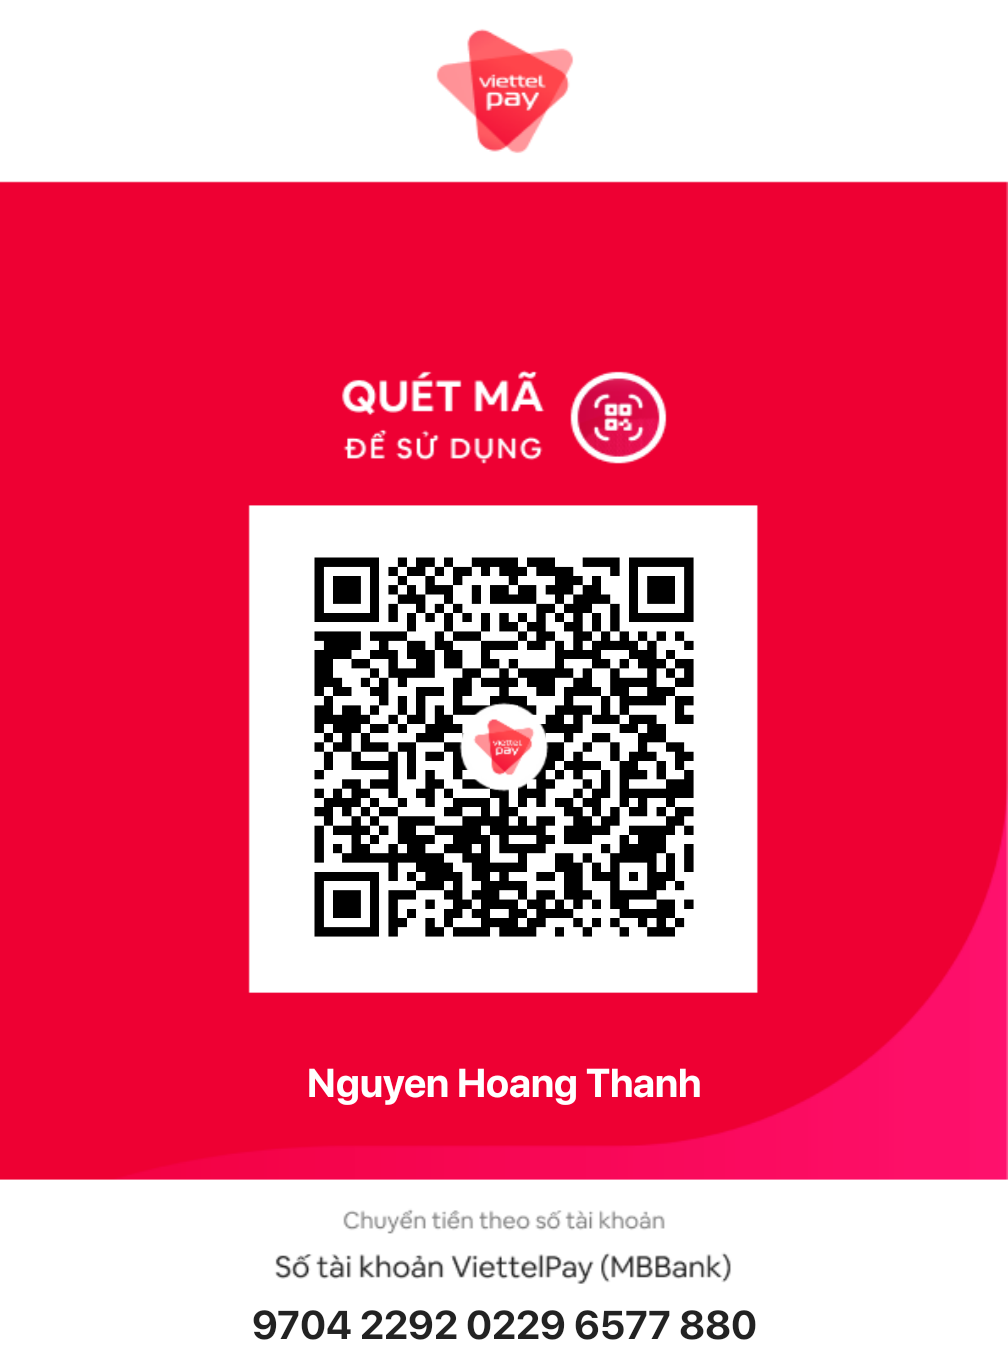 viettel
pay
QUÉT MÃ
ĐỂ SỬ DỤNG
viettel
pay
Nguyen Hoang Thanh
Chuyển tiền theo số tài khoản
Số tài khoản ViettelPay (MBBank)
9704 2292 0229 6577 880